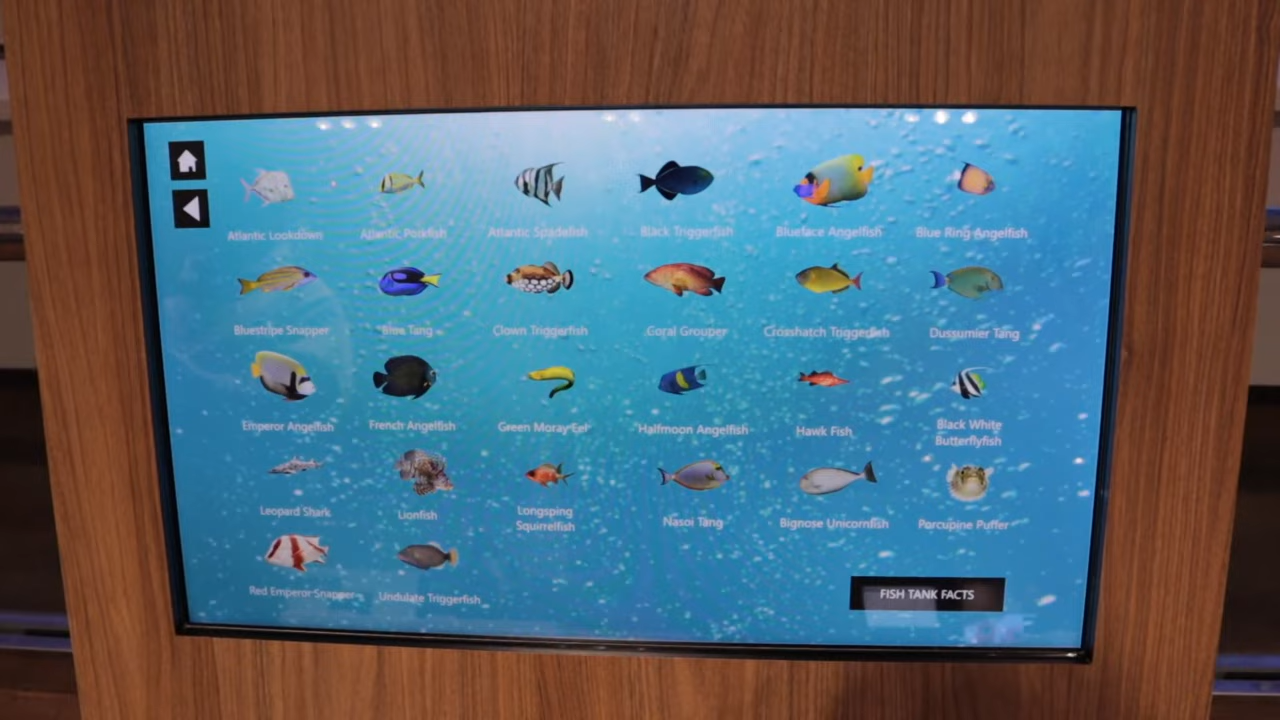 Atlantic Lookdown
Atlantic Porkfish
Atlantic Spadefish
Black Triggerfish
Blueface Angelfish
Blue Ring Angelfish
Bluestripe Snapper
Blue Tang
Clown Triggerfish
Coral Grouper
Crosshatch Triggerfish
Dussumier Tang
Emperor Angelfish
French Angelfish
Green Moray Eel
Halfmoon Angelfish
Hawk Fish
Black White
Butterflyfish
Leopard Shark
Lionfish
Longsping
Squirrelfish
Nasoi Tang
Bignose Unicornfish
Porcupine Puffer
Red Emperor Snapper
Undulate Triggerfish
FISH TANK FACTS